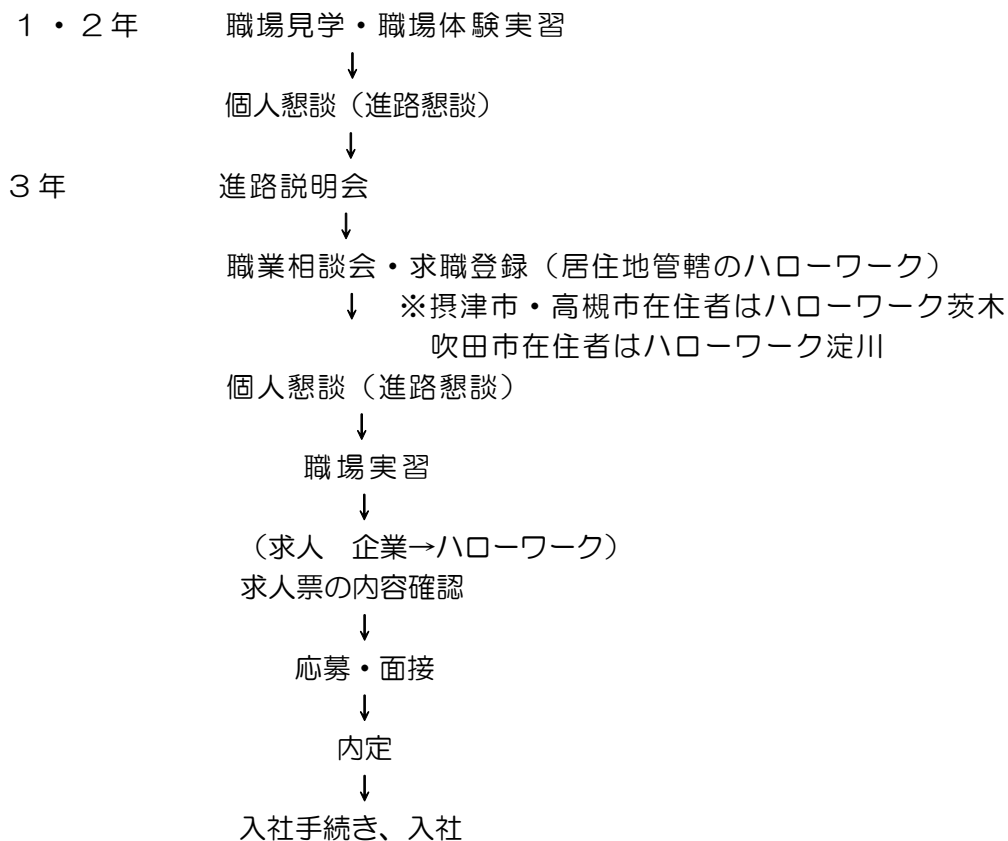 １・２年　職場見学・職場体験実習
↓
個人懇談（進路懇談）
↓
３年　進路説明会
↓
職業相談会・求職登録（居住地管轄のハローワーク）
↓　※摂津市・高槻市在住者はハローワーク茨木
吹田市在住者はハローワーク淀川
個人懇談（進路懇談）
↓
職場実習
↓
（求人　企業→ハローワーク）
求人票の内容確認
↓
応募・面接
↓
内定
↓
入社手続き、入社